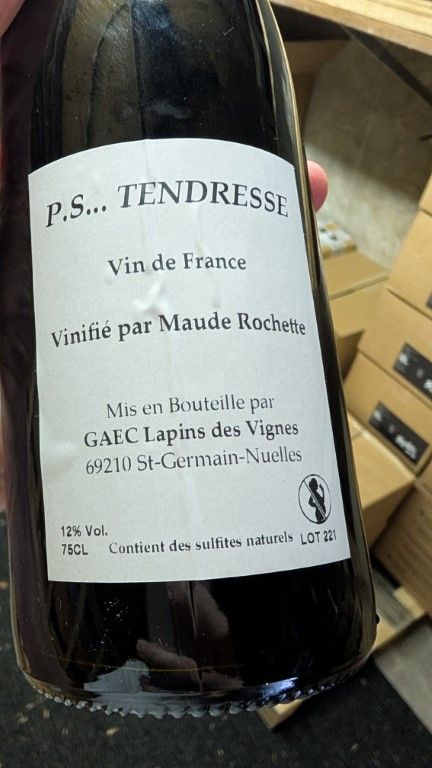 P.S... TENDRESSE
Vin de France
Vinifié par Maude Rochette
Mis en Bouteille par
GAEC Lapins des Vignes
69210 St-Germain-Nuelles
12% Vol.
75CL Contient des sulfites naturels LOT 221